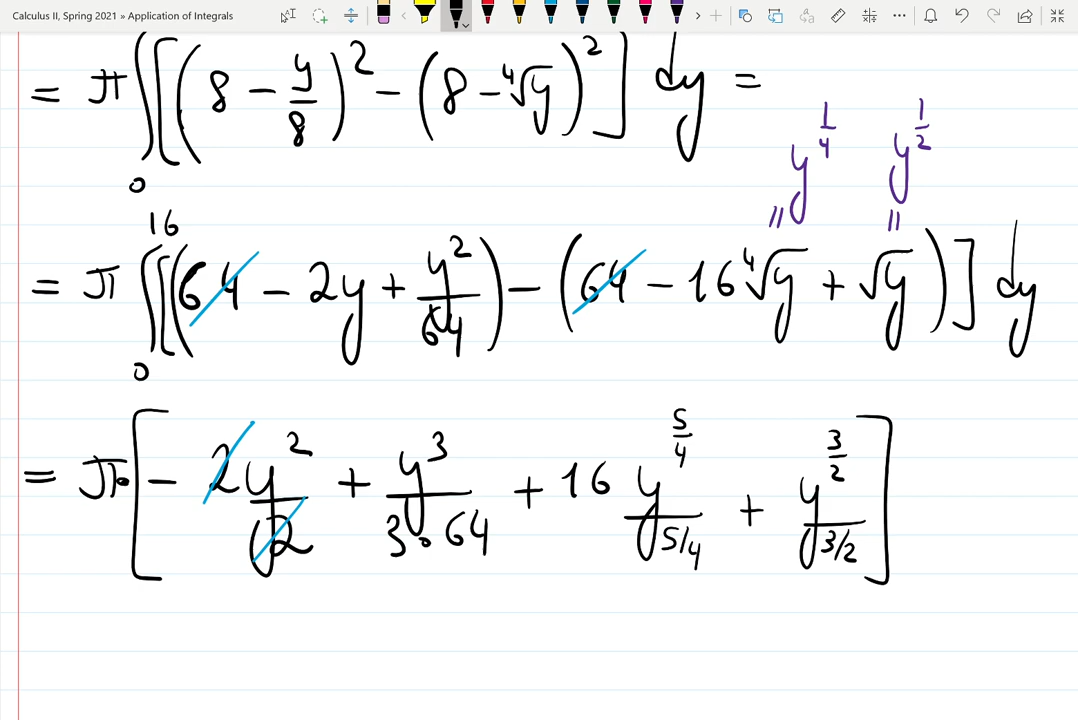 Calculus II, Spring 2021 » Application of Integrals
= π ∫₀ [(8 − y/8)² − (8 − ⁴√y)²] dy =
y^(1/4) y^(1/2)
= π ∫₀¹⁶ [(64 − 2y + y²/64) − (64 − 16 ⁴√y + √y)] dy
= π · [− 2y²/2 + y³/(3·64) + 16 y^(5/4)/(5/4) + y^(3/2)/(3/2)]